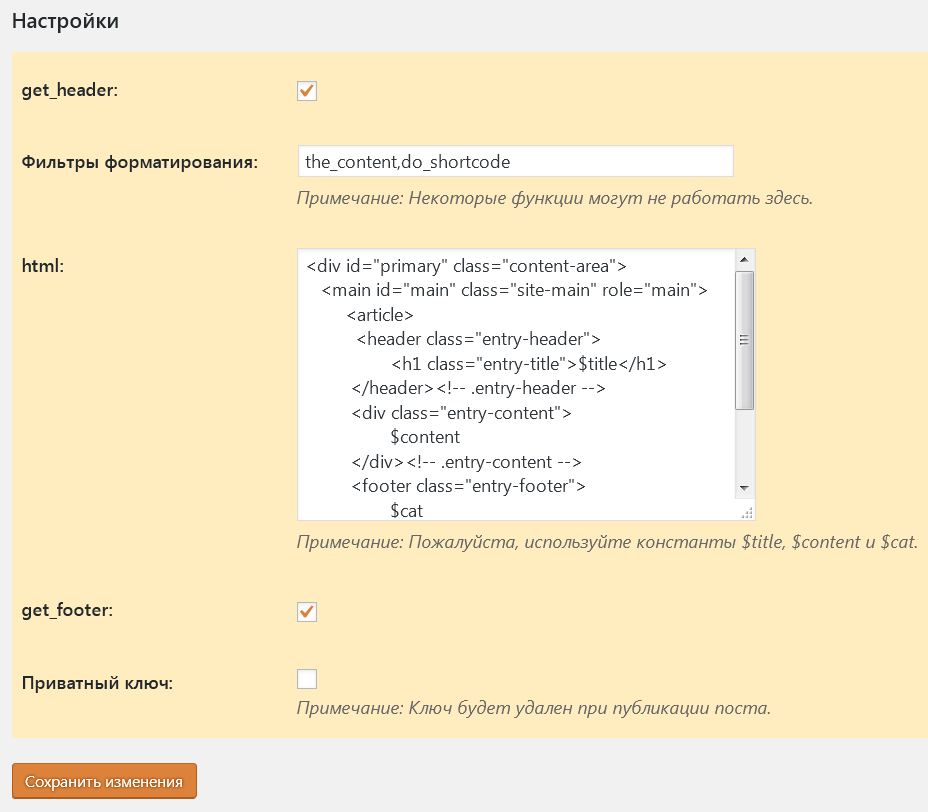 Настройки
get_header:
Фильтры форматирования:
the_content,do_shortcode
Примечание: Некоторые функции могут не работать здесь.
html:
<div id="primary" class="content-area">
<main id="main" class="site-main" role="main">
<article>
<header class="entry-header">
<h1 class="entry-title">$title</h1>
</header><!-- .entry-header -->
<div class="entry-content">
$content
</div><!-- .entry-content -->
<footer class="entry-footer">
$cat
Примечание: Пожалуйста, используйте константы $title, $content и $cat.
get_footer:
Приватный ключ:
Примечание: Ключ будет удален при публикации поста.
Сохранить изменения